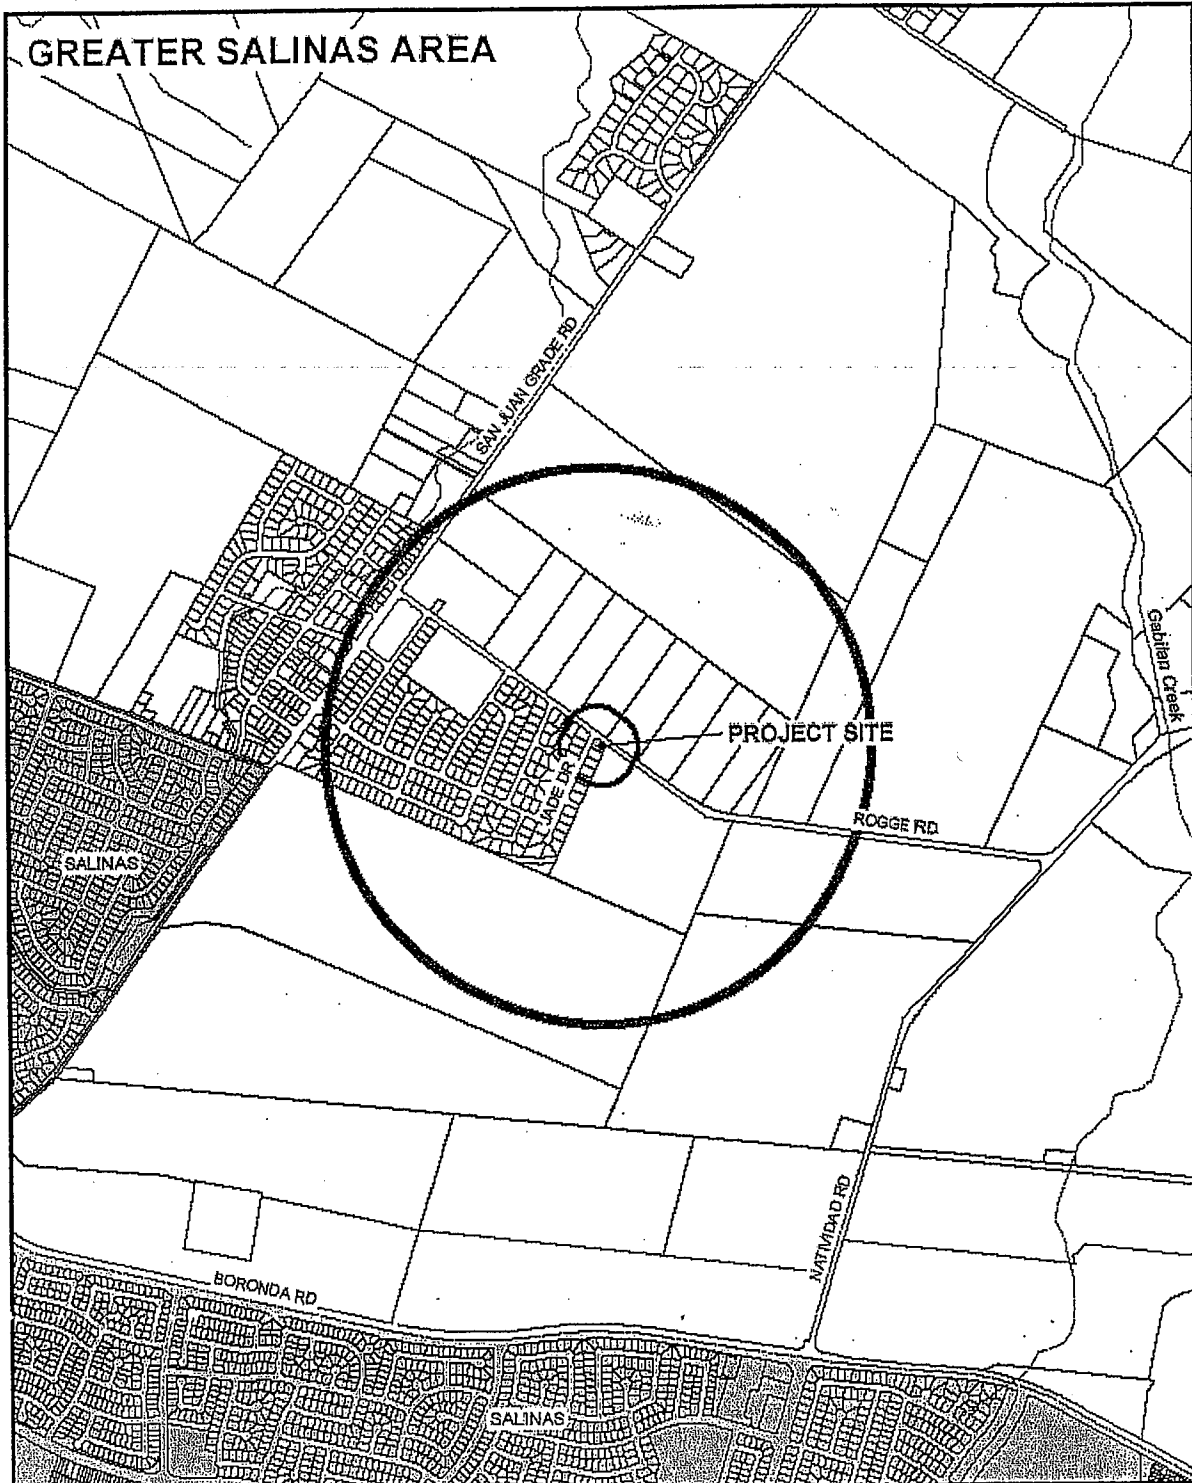 GREATER SALINAS AREA
SAN JUAN GRADE RD
Gabilan Creek
PROJECT SITE
JADE DR
ROGGE RD
SALINAS
NATIVIDAD RD
BORONDA RD
SALINAS